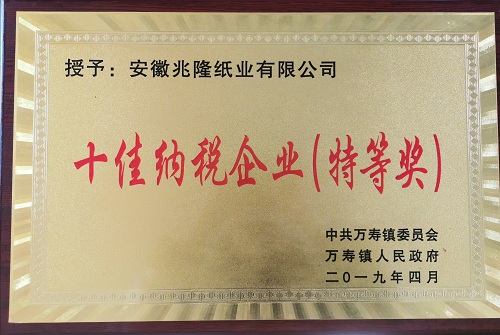 授予：安徽兆隆纸业有限公司
十佳纳税企业(特等奖)
中共万寿镇委员会
万寿镇人民政府
二0一九年四月